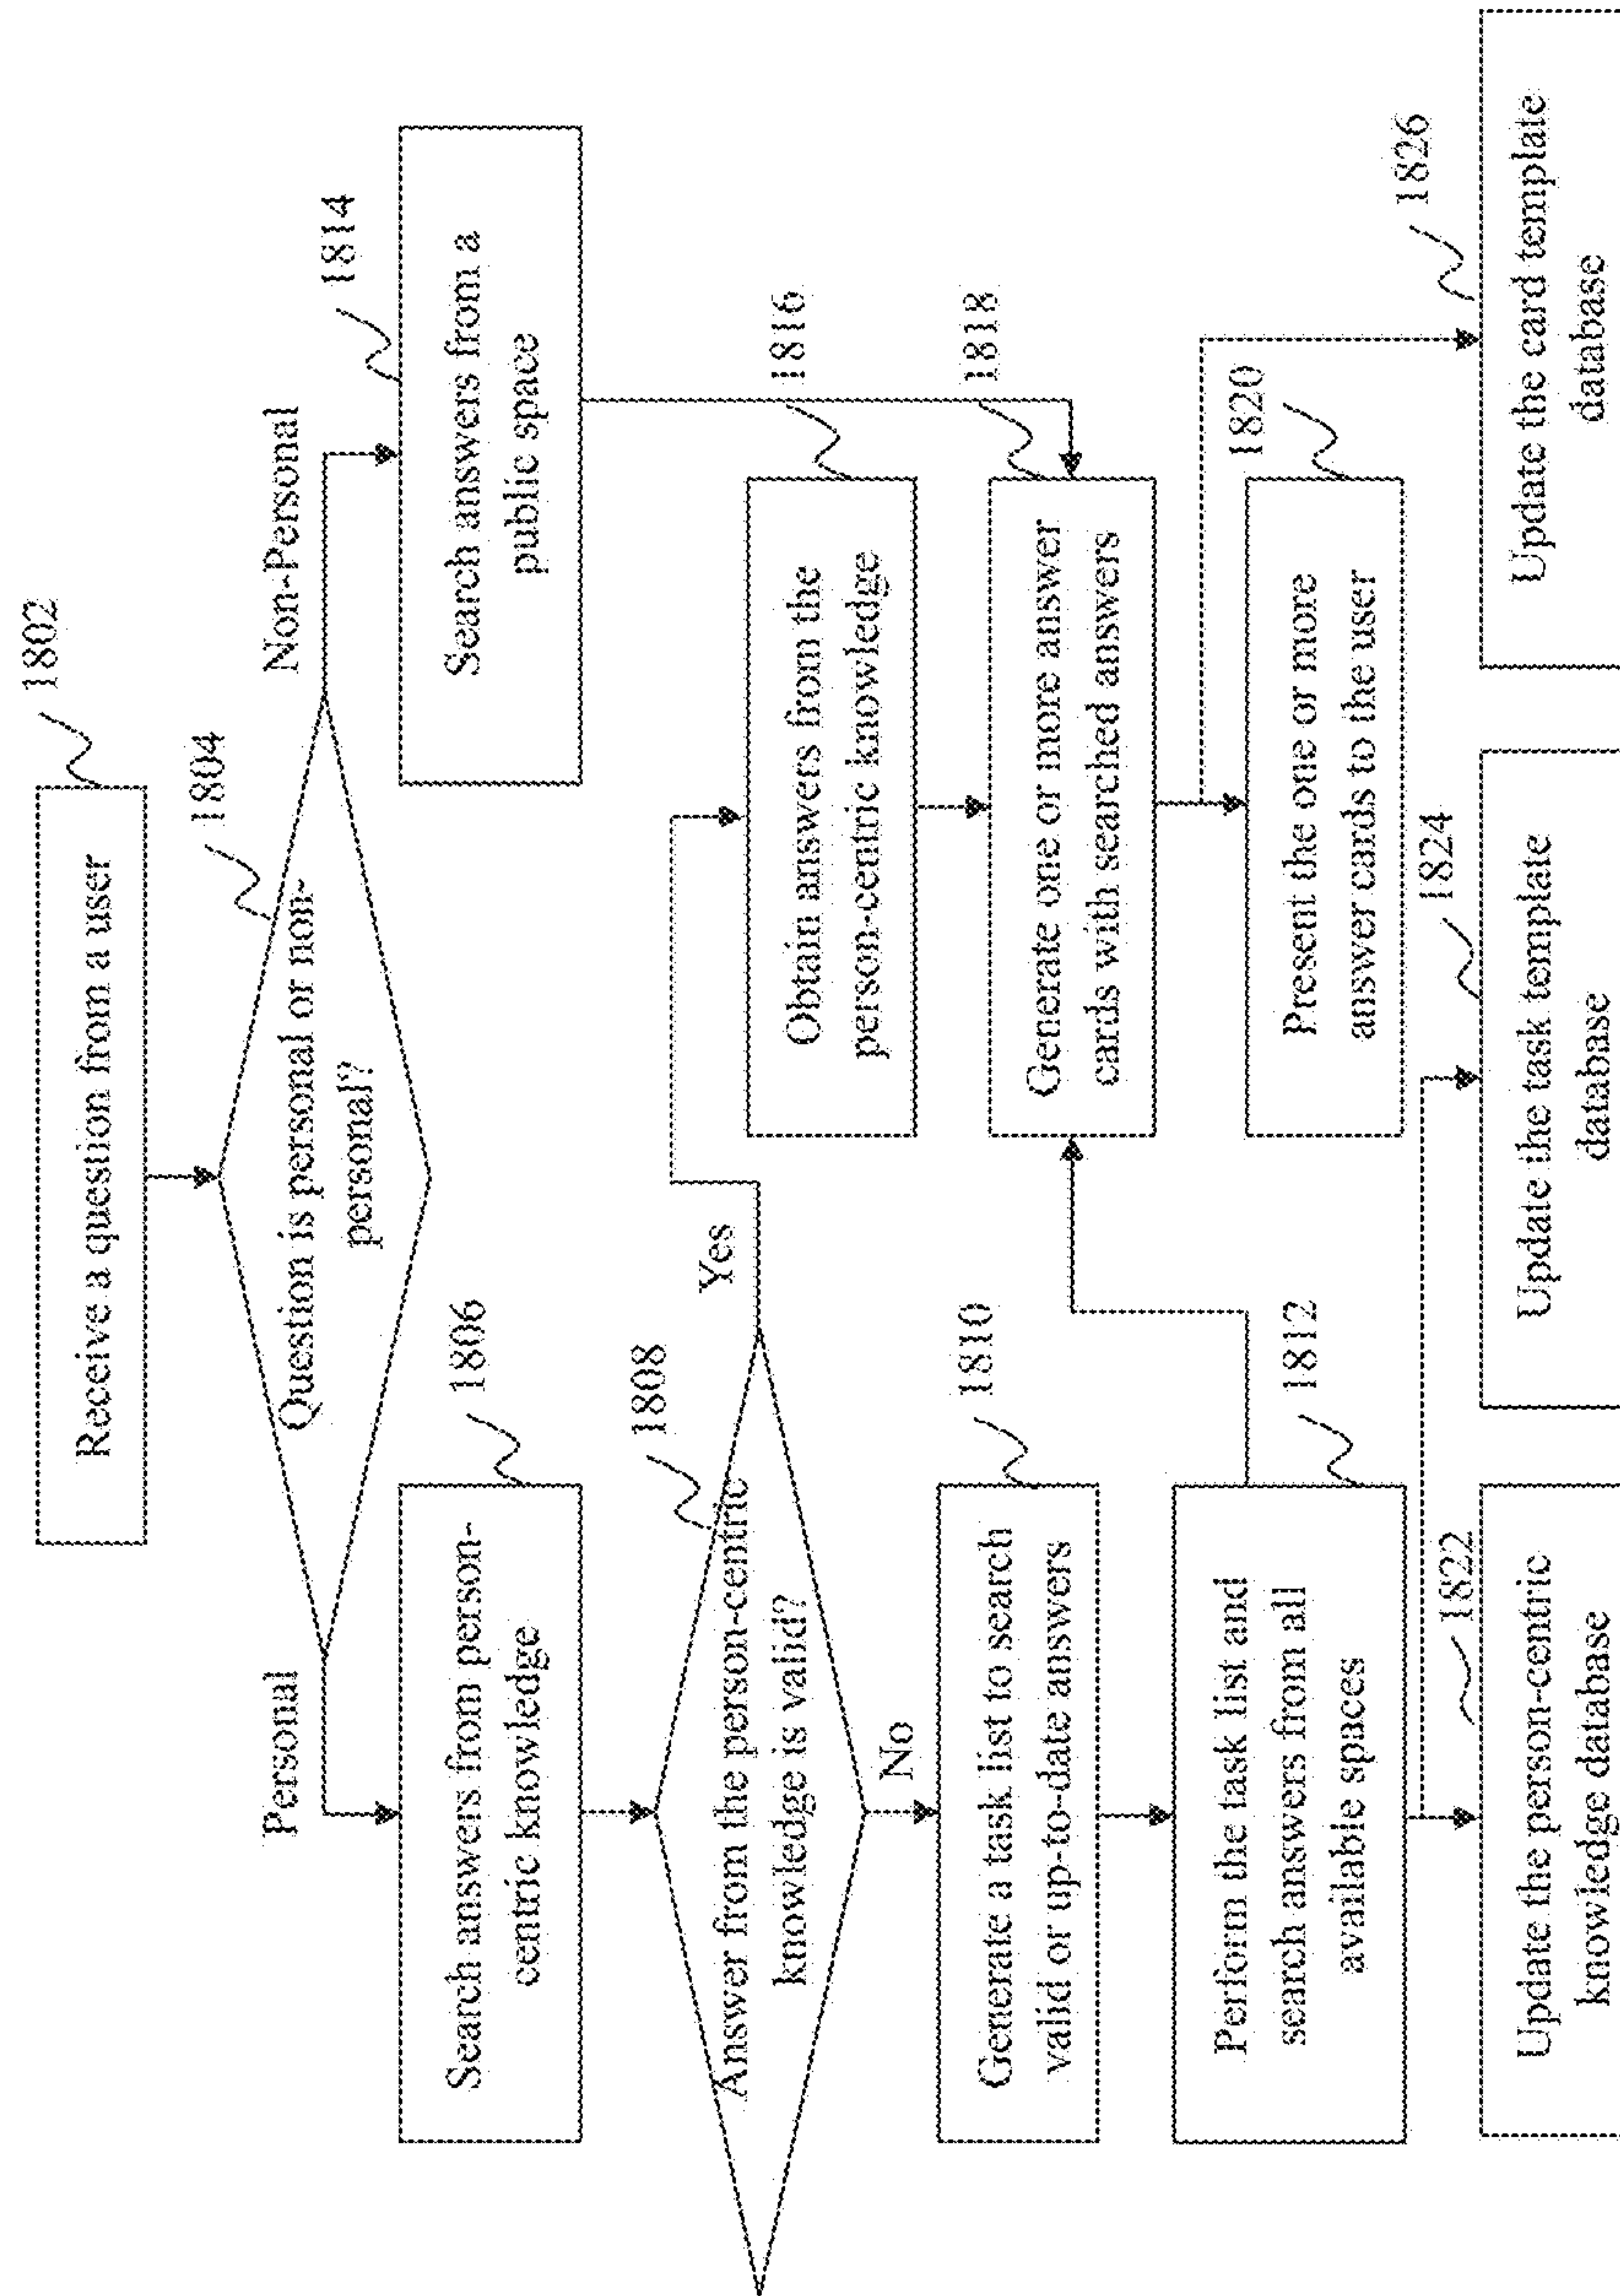 1802
Receive a question from a user
1804
Question is personal or non-
personal?
Personal
Non-Personal
1806
Search answers from person-
centric knowledge
1814
Search answers from a
public space
1808
Answer from the person-centric
knowledge is valid?
Yes
No
1816
Obtain answers from the
person-centric knowledge
1810
Generate a task list to search
valid or up-to-date answers
1818
Generate one or more answer
cards with searched answers
1812
Perform the task list and
search answers from all
available spaces
1820
Present the one or more
answer cards to the user
1822
Update the person-centric
knowledge database
1824
Update the task template
database
1826
Update the card template
database